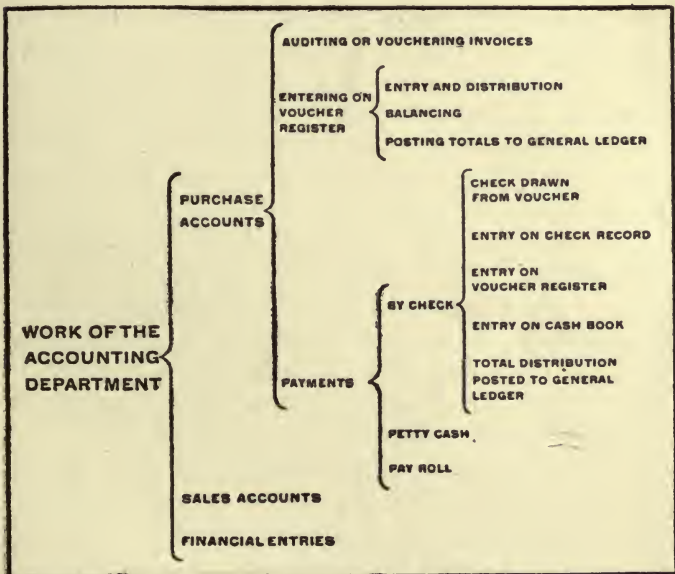 AUDITING OR VOUCHERING INVOICES
ENTERING ON
VOUCHER
REGISTER
ENTRY AND DISTRIBUTION
BALANCING
POSTING TOTALS TO GENERAL LEDGER
PURCHASE
ACCOUNTS
CHECK DRAWN
FROM VOUCHER
ENTRY ON CHECK RECORD
ENTRY ON
VOUCHER REGISTER
BY CHECK
ENTRY ON CASH BOOK
TOTAL DISTRIBUTION
POSTED TO GENERAL
LEDGER
WORK OF THE
ACCOUNTING
DEPARTMENT
PAYMENTS
PETTY CASH
PAY ROLL
SALES ACCOUNTS
FINANCIAL ENTRIES